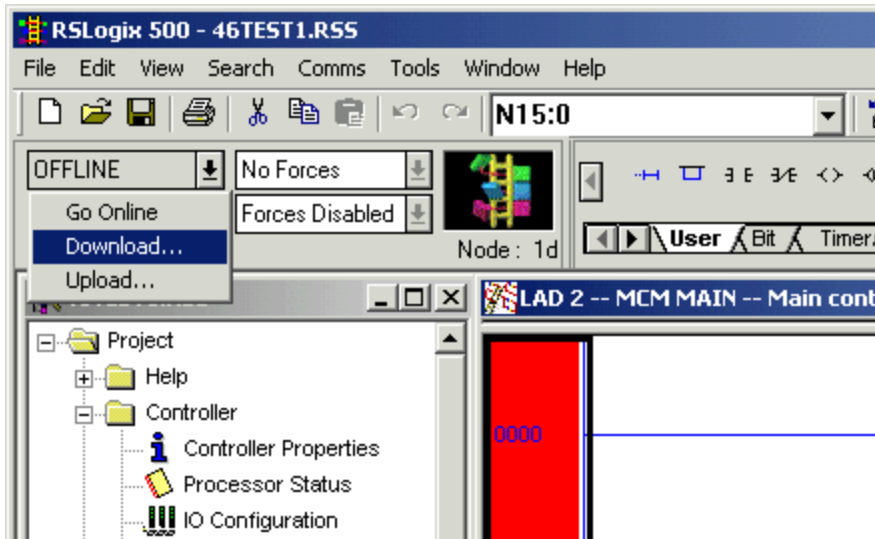 RSLogix 500 - 46TEST1.RSS
File Edit View Search Comms Tools Window Help
N15:0
OFFLINE No Forces
Go Online Forces Disabled
Download...
Node : 1d
User Bit Timer
Upload...
LAD 2 -- MCM MAIN -- Main cont
Project
Help
Controller
0000
Controller Properties
Processor Status
IO Configuration